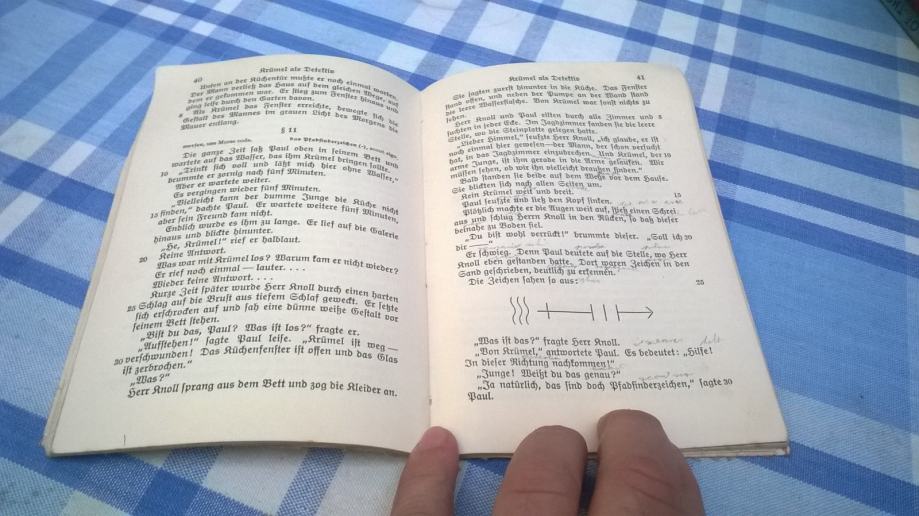 40
Krümel als Detektiv
Unten an der Küchentür mußte er noch einmal warten.
Der Mann verließ das Haus auf dem gleichen Wege, auf
dem er gekommen war. Er stieg zum Fenster hinaus und
ging leise durch den Garten davon.
5 Als Krümel das Fenster erreichte, bewegte sich die
Gestalt des Mannes im grauen Licht des Morgens die
Mauer entlang.
§ 11
warten, um Morse code.
das Pfadfinderzeichen (-), scout sign.
Die ganze Zeit saß Paul oben in seinem Bett und
wartete auf das Wasser, das ihm Krümel bringen sollte.
10 „Trinkt sich voll und läßt mich hier ohne Wasser,"
brummte er zornig nach fünf Minuten.
Aber er wartete weiter.
Es vergingen wieder fünf Minuten.
„Vielleicht kann der dumme Junge die Küche nicht
15 finden," dachte Paul. Er wartete weitere fünf Minuten,
aber sein Freund kam nicht.
Endlich wurde es ihm zu lange. Er lief auf die Galerie
hinaus und blickte hinunter.
„He, Krümel!" rief er halblaut.
20 Keine Antwort.
Was war mit Krümel los? Warum kam er nicht wieder?
Er rief noch einmal — lauter. . . .
Wieder keine Antwort. . . .
Kurze Zeit später wurde Herr Knoll durch einen harten
25 Schlag auf die Brust aus tiefem Schlaf geweckt. Er setzte
sich erschrocken auf und sah eine dünne weiße Gestalt vor
seinem Bett stehen.
„Bist du das, Paul? Was ist los?" fragte er.
„Aufstehen!" sagte Paul leise. „Krümel ist weg —
30 verschwunden! Das Küchenfenster ist offen und das Glas
ist zerbrochen."
„Was?"
Herr Knoll sprang aus dem Bett und zog die Kleider an.
Krümel als Detektiv
41
Sie jagten zuerst hinunter in die Küche. Das Fenster
stand offen, und neben der Pumpe an der Wand stand
die leere Wasserflasche. Von Krümel war sonst nichts zu
sehen.
Herr Knoll und Paul eilten durch alle Zimmer und 5
suchten in jeder Ecke. Im Jagdzimmer fanden sie die leere
Stelle, wo die Steinplatte gelegen hatte.
„Lieber Himmel," seufzte Herr Knoll, „ich glaube, er ist
noch einmal hier gewesen—der Mann, der schon versucht
hat, in das Jagdzimmer einzubrechen. Und Krümel, der 10
arme Junge, ist ihm gerade in die Arme gelaufen. Wir
müssen sehen, ob wir ihn vielleicht draußen finden."
Bald standen sie beide auf dem Wege vor dem Hause.
Sie blickten sich nach allen Seiten um.
Kein Krümel weit und breit.
Paul seufzte und ließ den Kopf sinken. 15
Plötzlich machte er die Augen weit auf, stieß einen Schrei
aus und schlug Herrn Knoll in den Rücken, so daß dieser
beinahe zu Boden fiel.
„Du bist wohl verrückt!" brummte dieser. „Soll ich 20
dir ——"
Er schwieg. Denn Paul deutete auf die Stelle, wo Herr
Knoll eben gestanden hatte. Dort waren Zeichen in den
Sand geschrieben, deutlich zu erkennen.
Die Zeichen sahen so aus: 25
„Was ist das?" fragte Herr Knoll.
„Von Krümel," antwortete Paul. Es bedeutet: „Hilfe!
In dieser Richtung nachkommen!"
„Junge! Weißt du das genau?"
„Ja natürlich, das sind doch Pfadfinderzeichen," sagte 30
Paul.